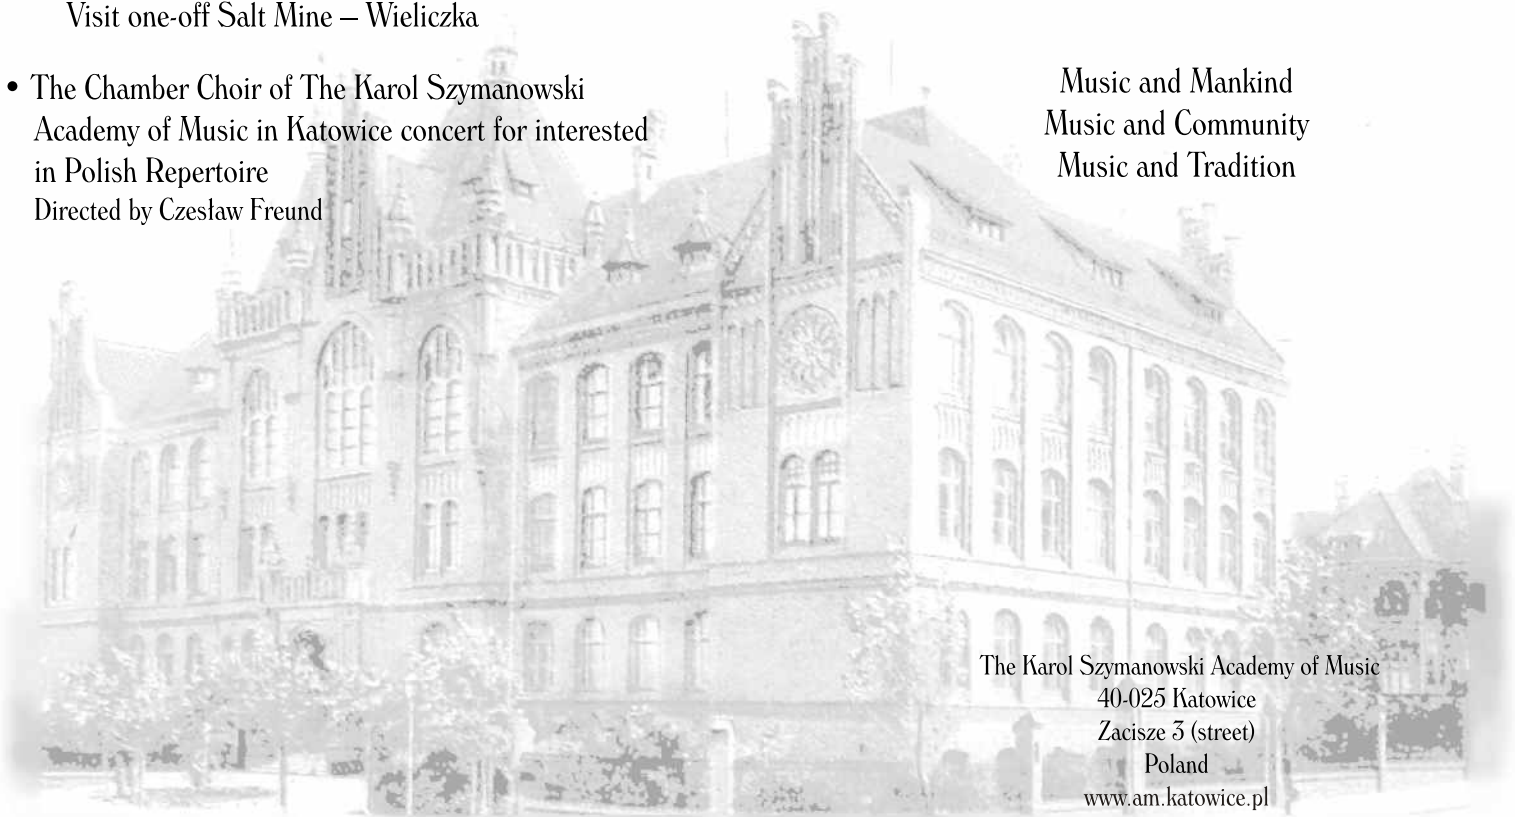 Visit one-off Salt Mine – Wieliczka
• The Chamber Choir of The Karol Szymanowski
Academy of Music in Katowice concert for interested
in Polish Repertoire
Directed by Czesław Freund
Music and Mankind
Music and Community
Music and Tradition
The Karol Szymanowski Academy of Music
40-025 Katowice
Zacisze 3 (street)
Poland
www.am.katowice.pl